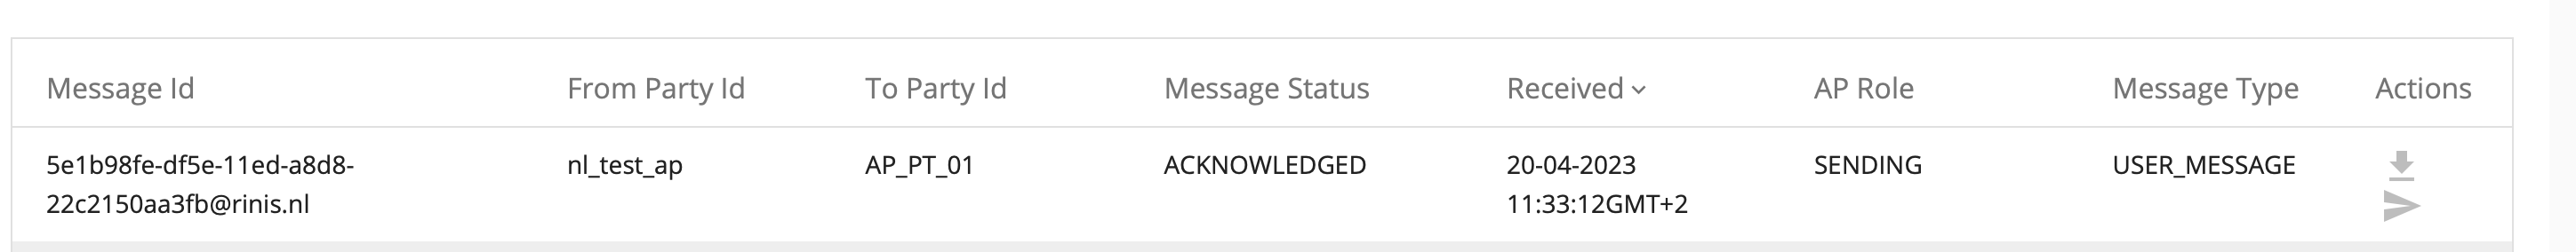 Message Id From Party Id To Party Id Message Status Received AP Role Message Type Actions
5e1b98fe-df5e-11ed-a8d8- nl_test_ap AP_PT_01 ACKNOWLEDGED 20-04-2023 SENDING USER_MESSAGE
22c2150aa3fb@rinis.nl 11:33:12GMT+2